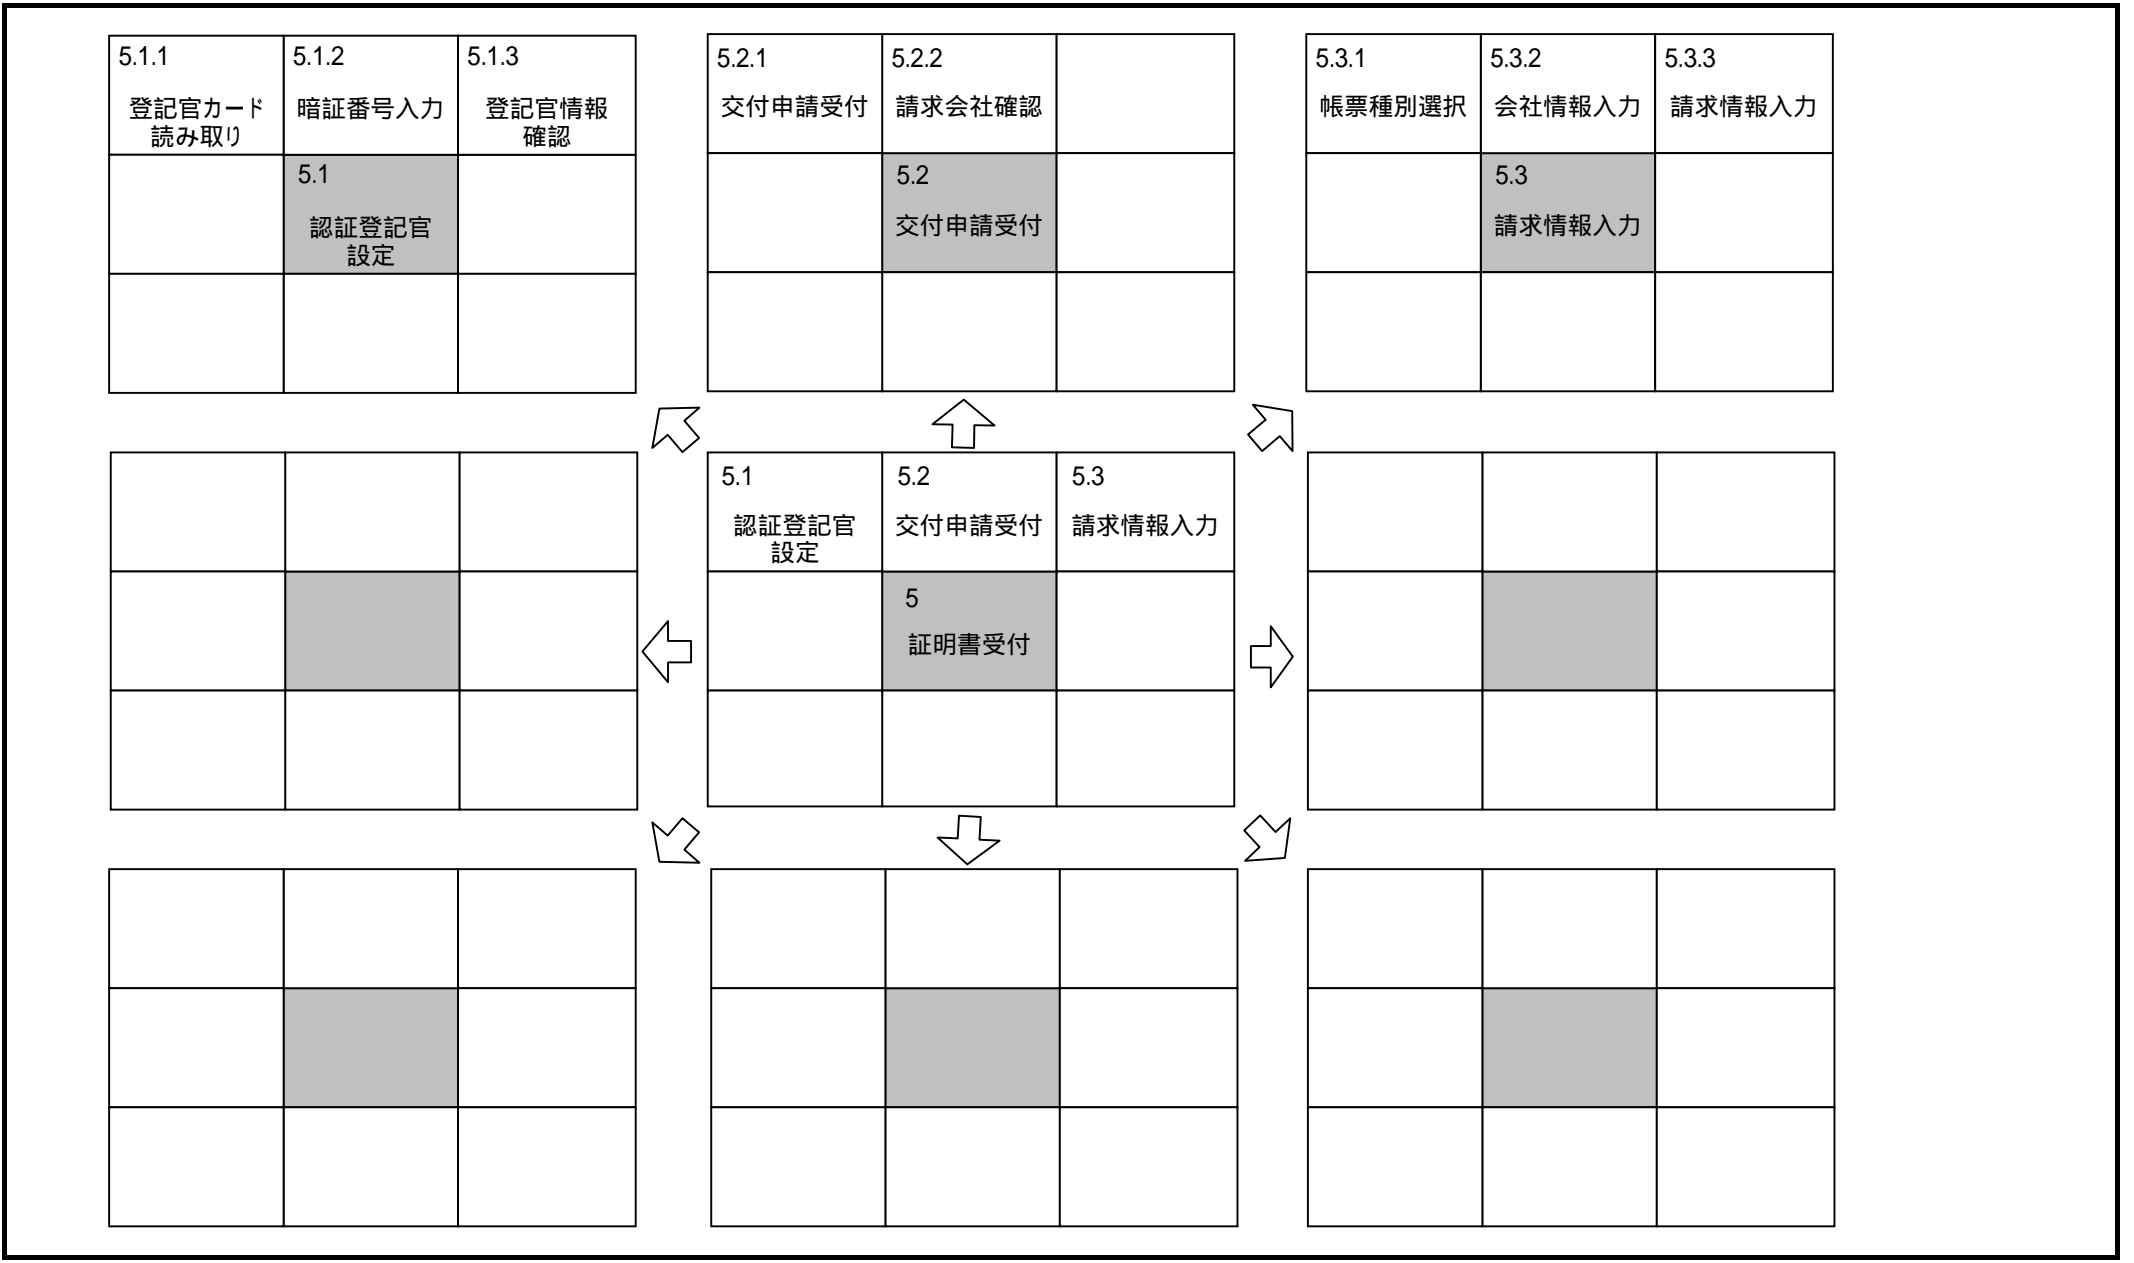 5.1.1
登記官カード
読み取り
5.1.2
暗証番号入力
5.1.3
登記官情報
確認
5.1
認証登記官
設定
5.2.1
交付申請受付
5.2.2
請求会社確認
5.2
交付申請受付
5.3.1
帳票種別選択
5.3.2
会社情報入力
5.3.3
請求情報入力
5.3
請求情報入力
5.1
認証登記官
設定
5.2
交付申請受付
5.3
請求情報入力
5
証明書受付